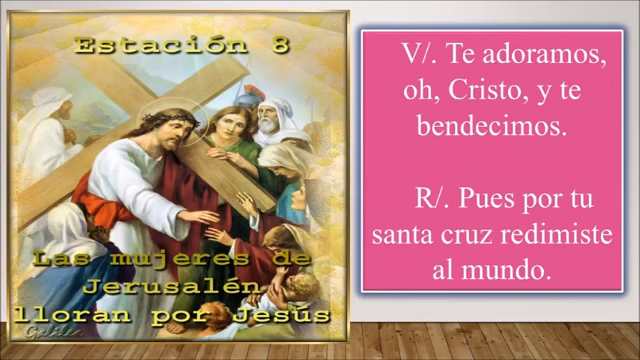 Estación 8
Las mujeres de
Jerusalén
lloran por Jesús
V/. Te adoramos,
oh, Cristo, y te
bendecimos.
R/. Pues por tu
santa cruz redimiste
al mundo.